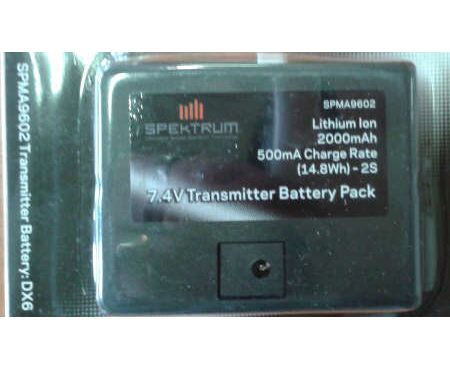 SPMA9602 Transmitter Battery: DX6
SPMA9602
SPEKTRUM
Lithium Ion
2000mAh
500mA Charge Rate
(14.8Wh) - 2S
7.4V Transmitter Battery Pack